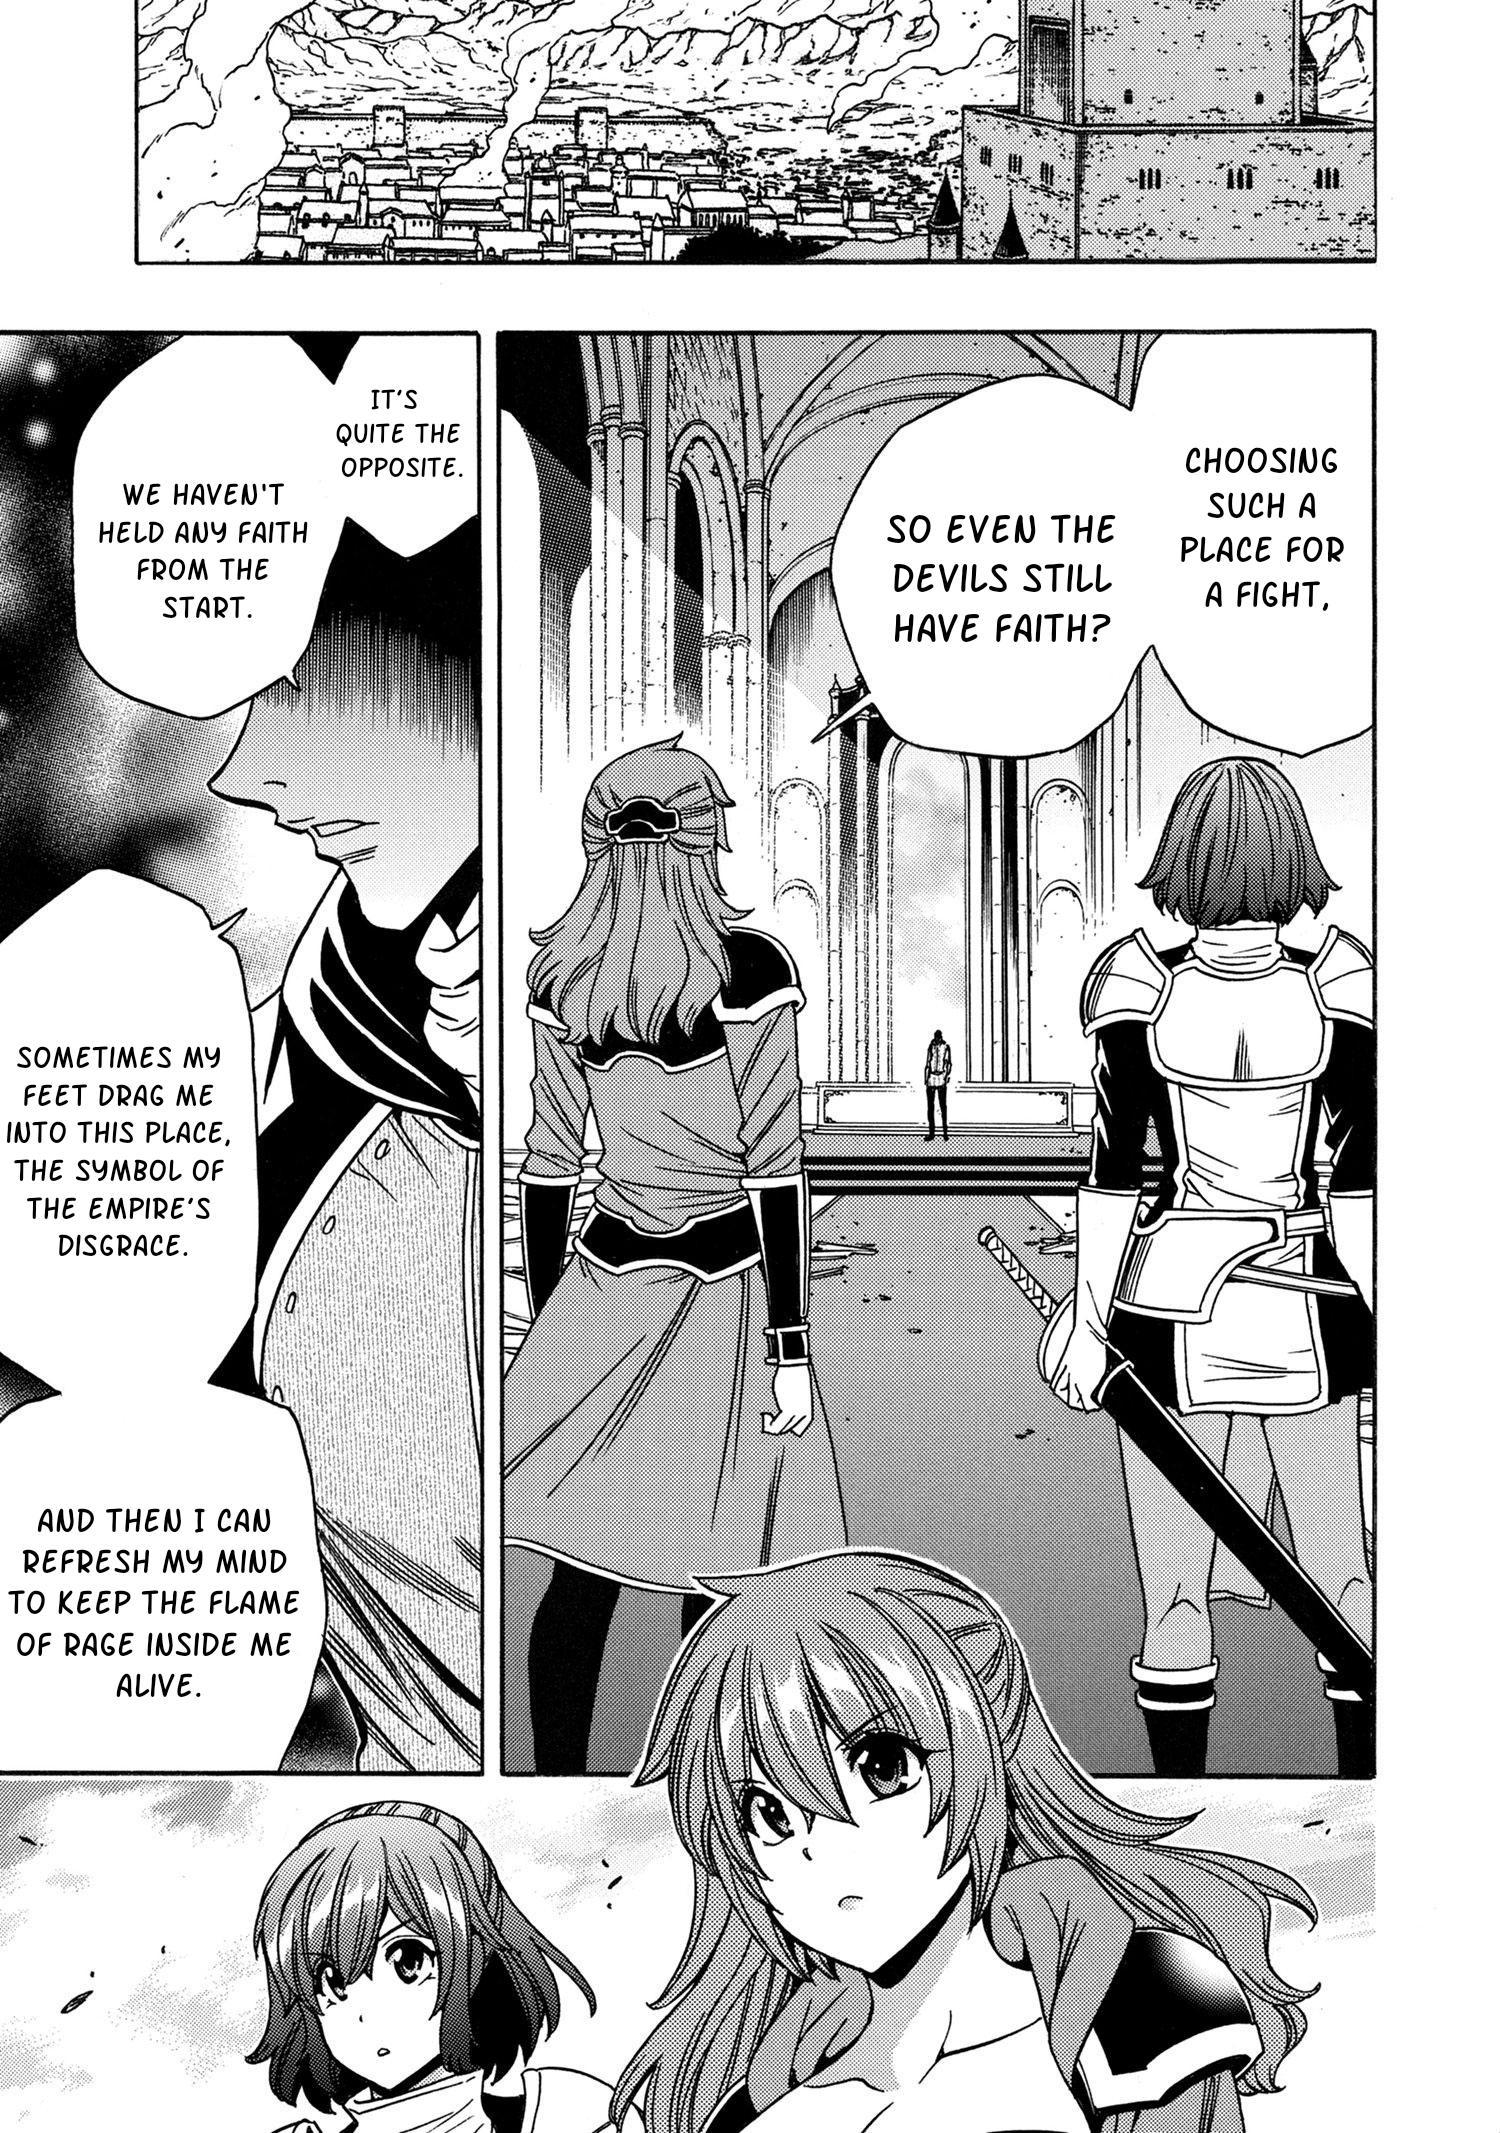 CHOOSING
SUCH A
PLACE FOR
A FIGHT,
SO EVEN THE
DEVILS STILL
HAVE FAITH?
IT'S
QUITE THE
OPPOSITE.
WE HAVEN'T
HELD ANY FAITH
FROM THE
START.
SOMETIMES MY
FEET DRAG ME
INTO THIS PLACE,
THE SYMBOL OF
THE EMPIRE'S
DISGRACE.
AND THEN I CAN
REFRESH MY MIND
TO KEEP THE FLAME
OF RAGE INSIDE ME
ALIVE.